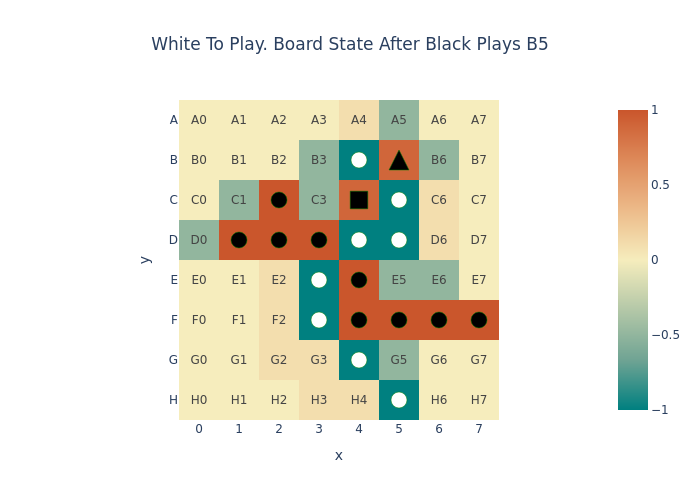 White To Play. Board State After Black Plays B5
A A0 A1 A2 A3 A4 A5 A6 A7
B B0 B1 B2 B3 B6 B7
C C0 C1 C3 C6 C7
D D0 D6 D7
E E0 E1 E2 E5 E6 E7
F F0 F1 F2
G G0 G1 G2 G3 G5 G6 G7
H H0 H1 H2 H3 H4 H6 H7
0 1 2 3 4 5 6 7
x
y
1
0.5
0
−0.5
−1